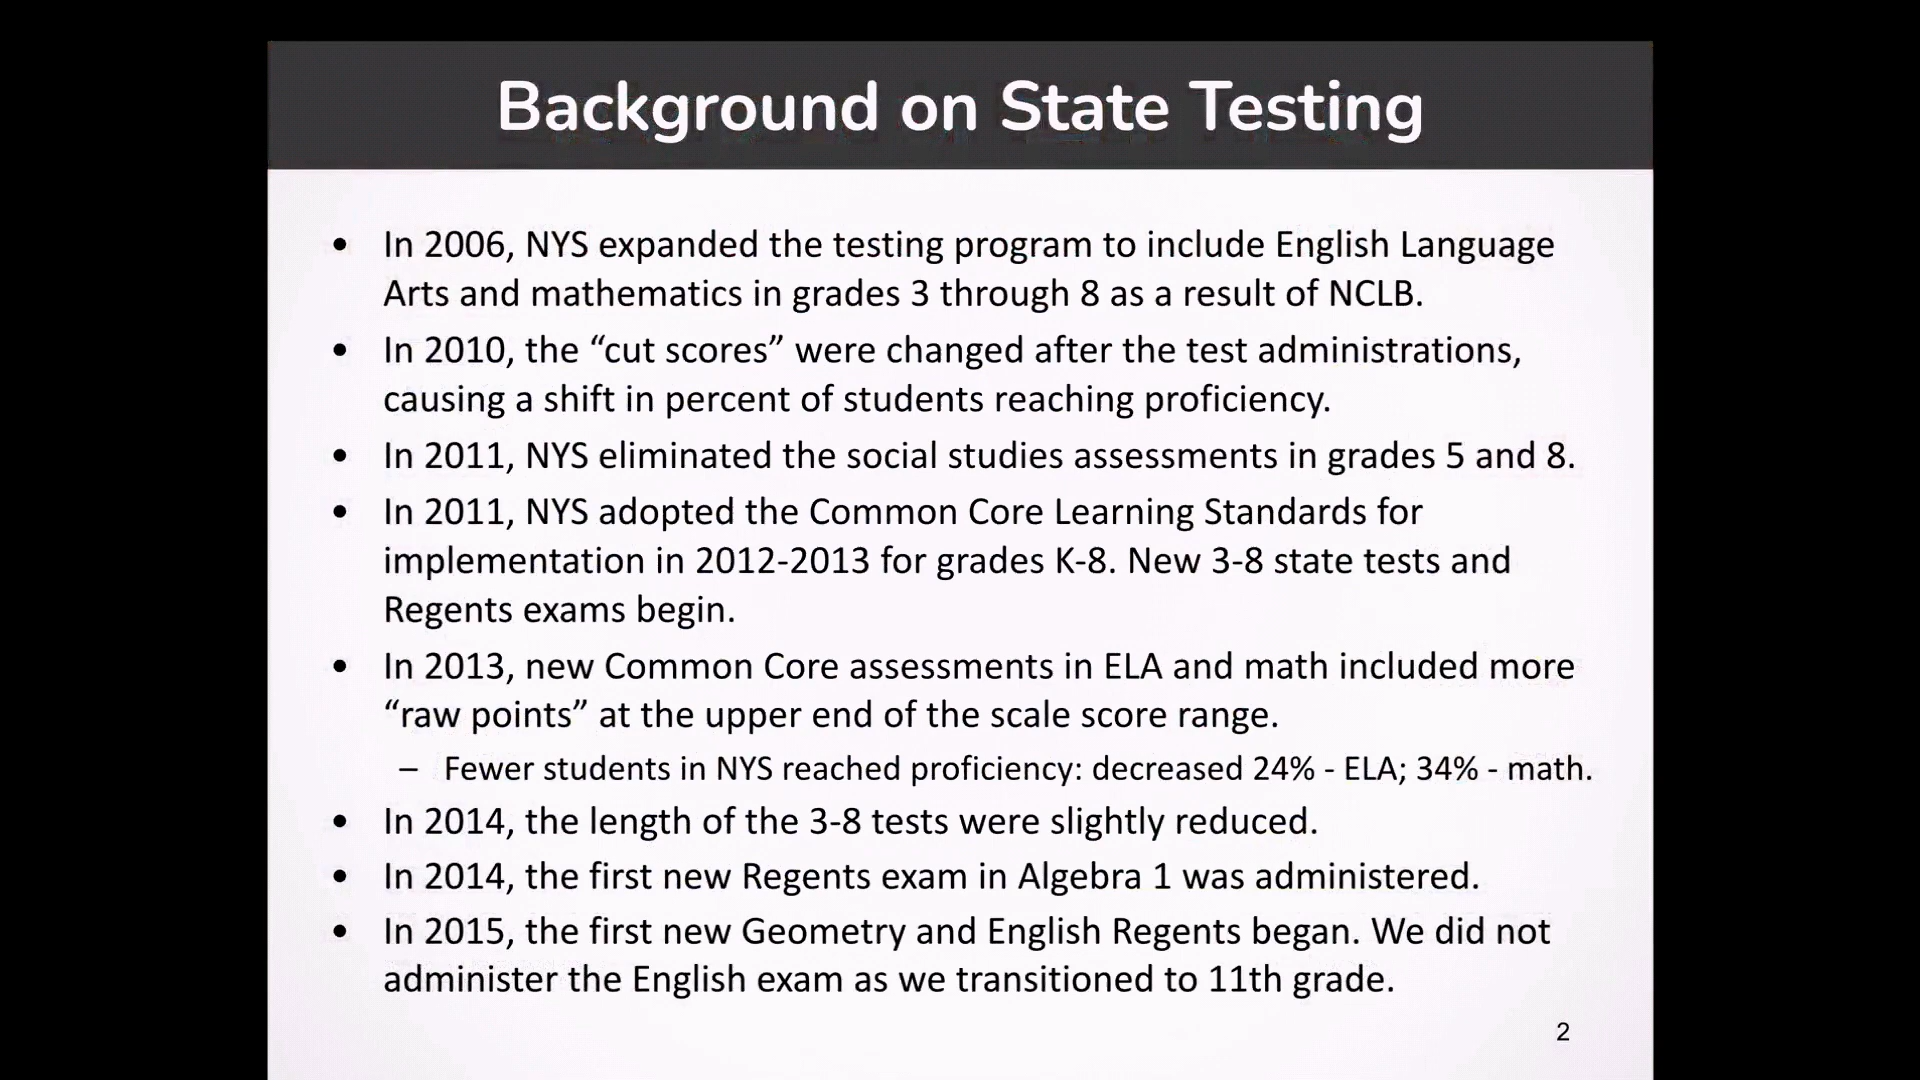 Background on State Testing
• In 2006, NYS expanded the testing program to include English Language
Arts and mathematics in grades 3 through 8 as a result of NCLB.
• In 2010, the “cut scores” were changed after the test administrations,
causing a shift in percent of students reaching proficiency.
• In 2011, NYS eliminated the social studies assessments in grades 5 and 8.
• In 2011, NYS adopted the Common Core Learning Standards for
implementation in 2012-2013 for grades K-8. New 3-8 state tests and
Regents exams begin.
• In 2013, new Common Core assessments in ELA and math included more
“raw points” at the upper end of the scale score range.
– Fewer students in NYS reached proficiency: decreased 24% - ELA; 34% - math.
• In 2014, the length of the 3-8 tests were slightly reduced.
• In 2014, the first new Regents exam in Algebra 1 was administered.
• In 2015, the first new Geometry and English Regents began. We did not
administer the English exam as we transitioned to 11th grade.
2